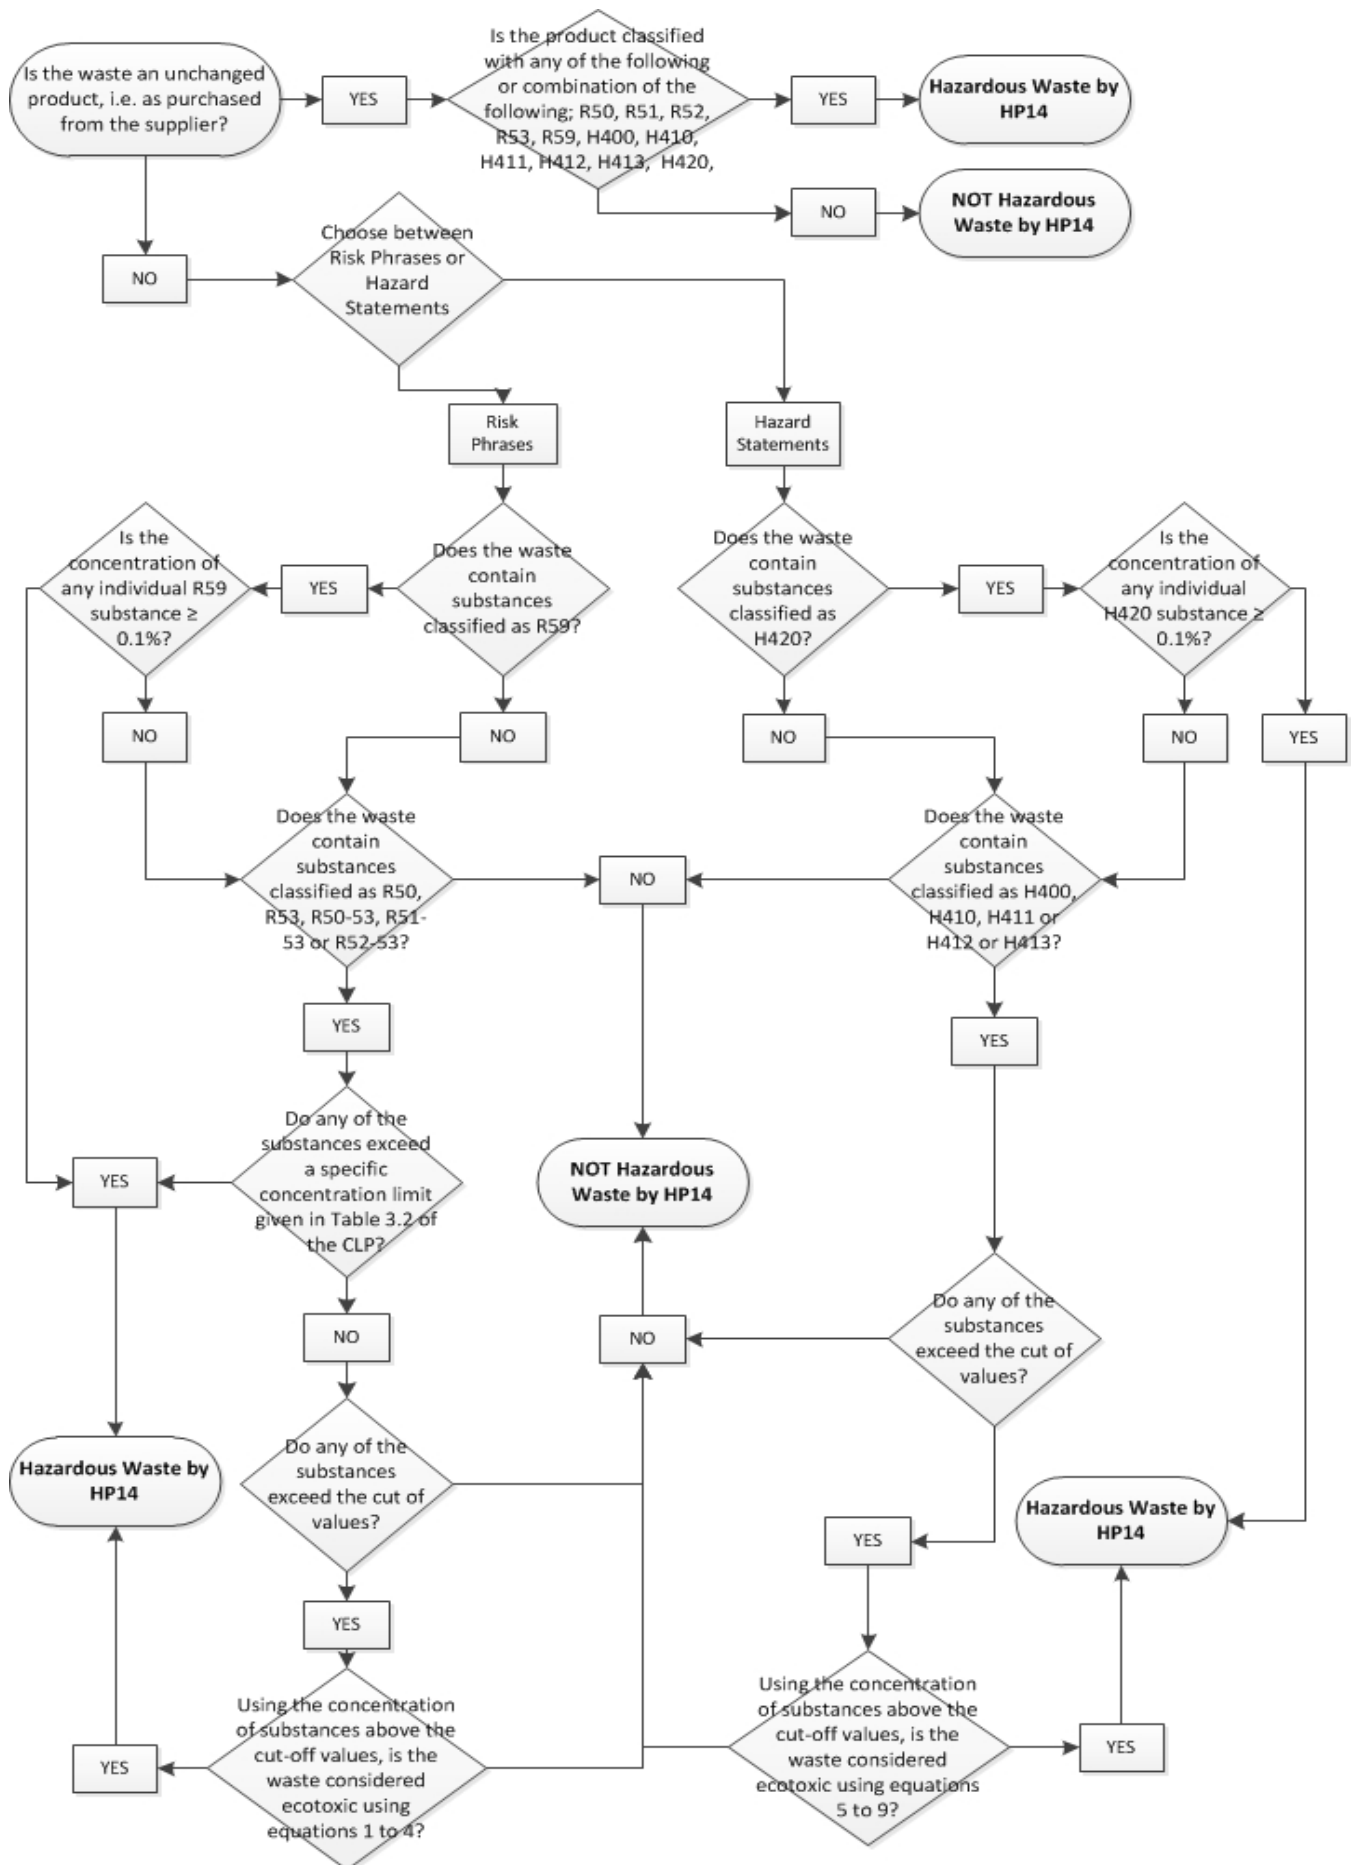 Is the waste an unchanged
product, i.e. as purchased
from the supplier?
YES
Is the product classified
with any of the following
or combination of the
following; R50, R51, R52,
R53, R59, H400, H410,
H411, H412, H413,  H420,
YES
Hazardous Waste by
HP14
NO
NOT Hazardous
Waste by HP14
NO
Choose between
Risk Phrases or
Hazard
Statements
Risk
Phrases
Hazard
Statements
Is the
concentration of
any individual R59
substance ≥
0.1%?
YES
Does the waste
contain
substances
classified as R59?
Does the waste
contain
substances
classified as
H420?
YES
Is the
concentration of
any individual
H420 substance ≥
0.1%?
NO
NO
NO
NO
YES
Does the waste
contain
substances
classified as R50,
R53, R50-53, R51-
53 or R52-53?
NO
Does the waste
contain
substances
classified as H400,
H410, H411 or
H412 or H413?
YES
YES
Do any of the
substances exceed
a specific
concentration limit
given in Table 3.2 of
the CLP?
YES
NOT Hazardous
Waste by HP14
NO
NO
Do any of the
substances
exceed the cut of
values?
Hazardous Waste by
HP14
Do any of the
substances
exceed the cut of
values?
Hazardous Waste by
HP14
YES
YES
Using the concentration
of substances above the
cut-off values, is the
waste considered
ecotoxic using
equations 1 to 4?
YES
Using the concentration
of substances above the
cut-off values, is the
waste considered
ecotoxic using equations
5 to 9?
YES